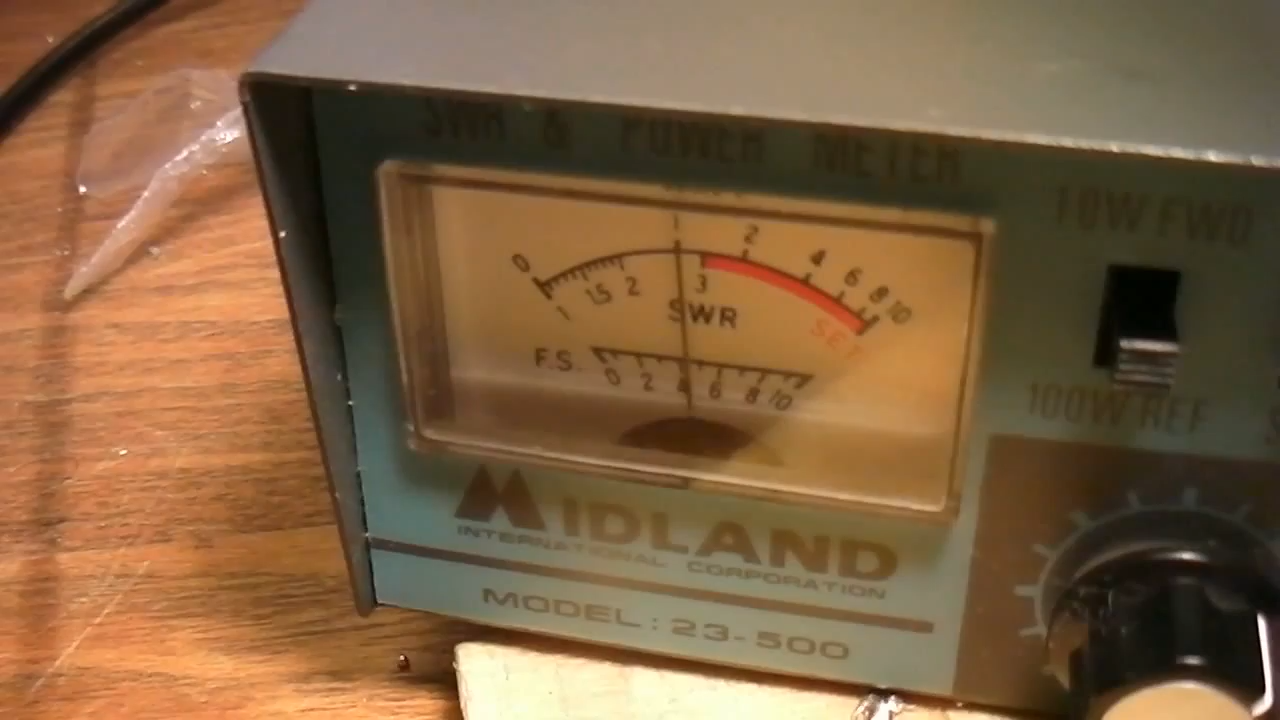 SWR & POWER METER
10W FWD
1 2 4 6 8 10
0
1 1.5 2 3
SWR
SET
F.S.
0 2 4 6 8 10
100W REF
MIDLAND
INTERNATIONAL CORPORATION
MODEL: 23-500